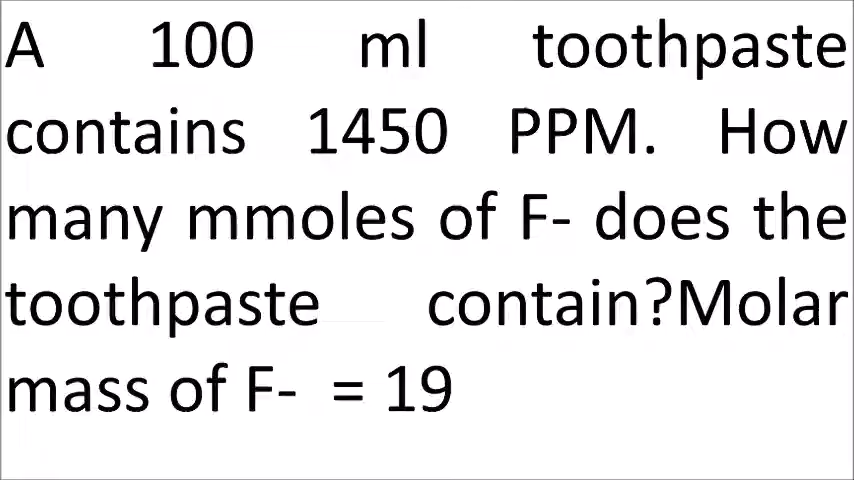 A 100 ml toothpaste
contains 1450 PPM. How
many mmoles of F- does the
toothpaste contain?Molar
mass of F- = 19